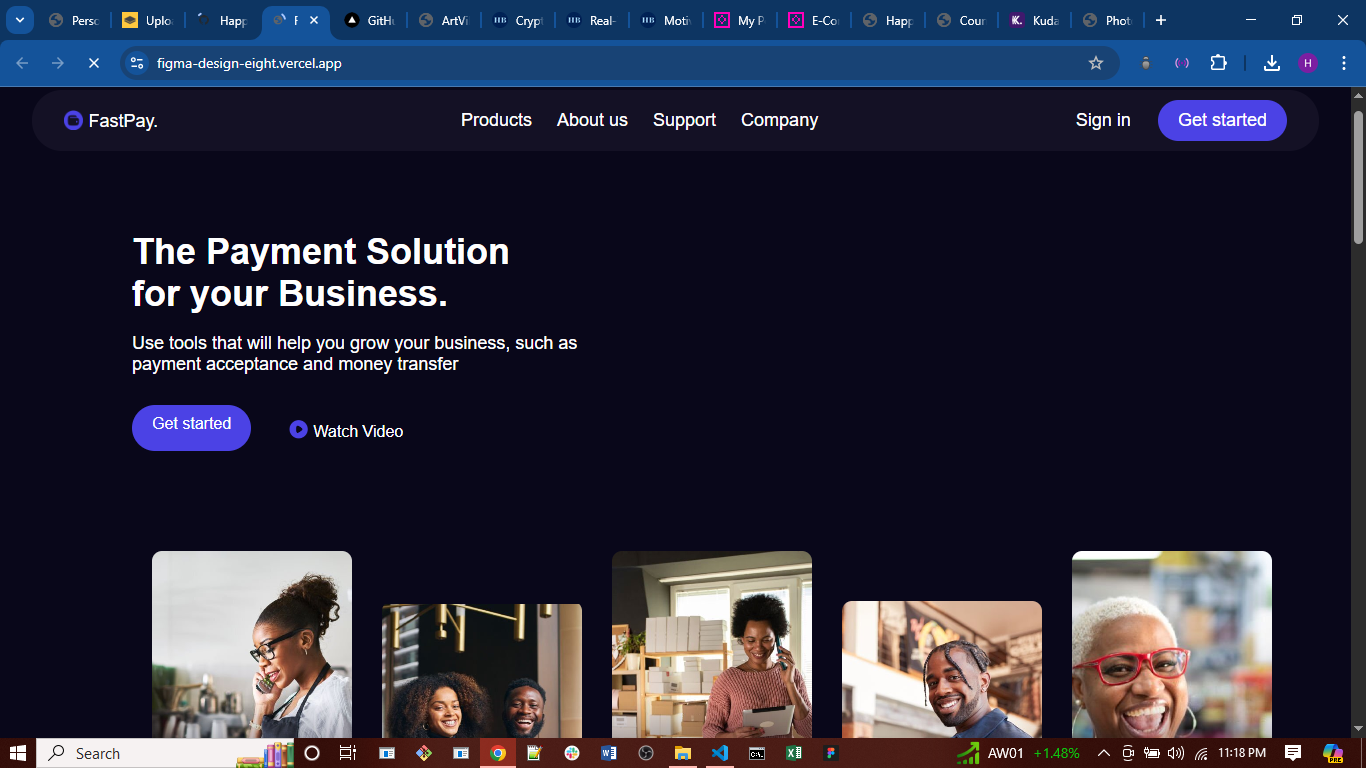 Perso
Uplo
Happ
F
GitHu
ArtVi
Crypt
Real-
Motiv
My P
E-Co
Happ
Cour
Kuda
Phot
figma-design-eight.vercel.app
H
FastPay.
Products
About us
Support
Company
Sign in
Get started
The Payment Solution
for your Business.
Use tools that will help you grow your business, such as
payment acceptance and money transfer
Get started
Watch Video
Search
AW01 +1.48%
11:18 PM
PRE